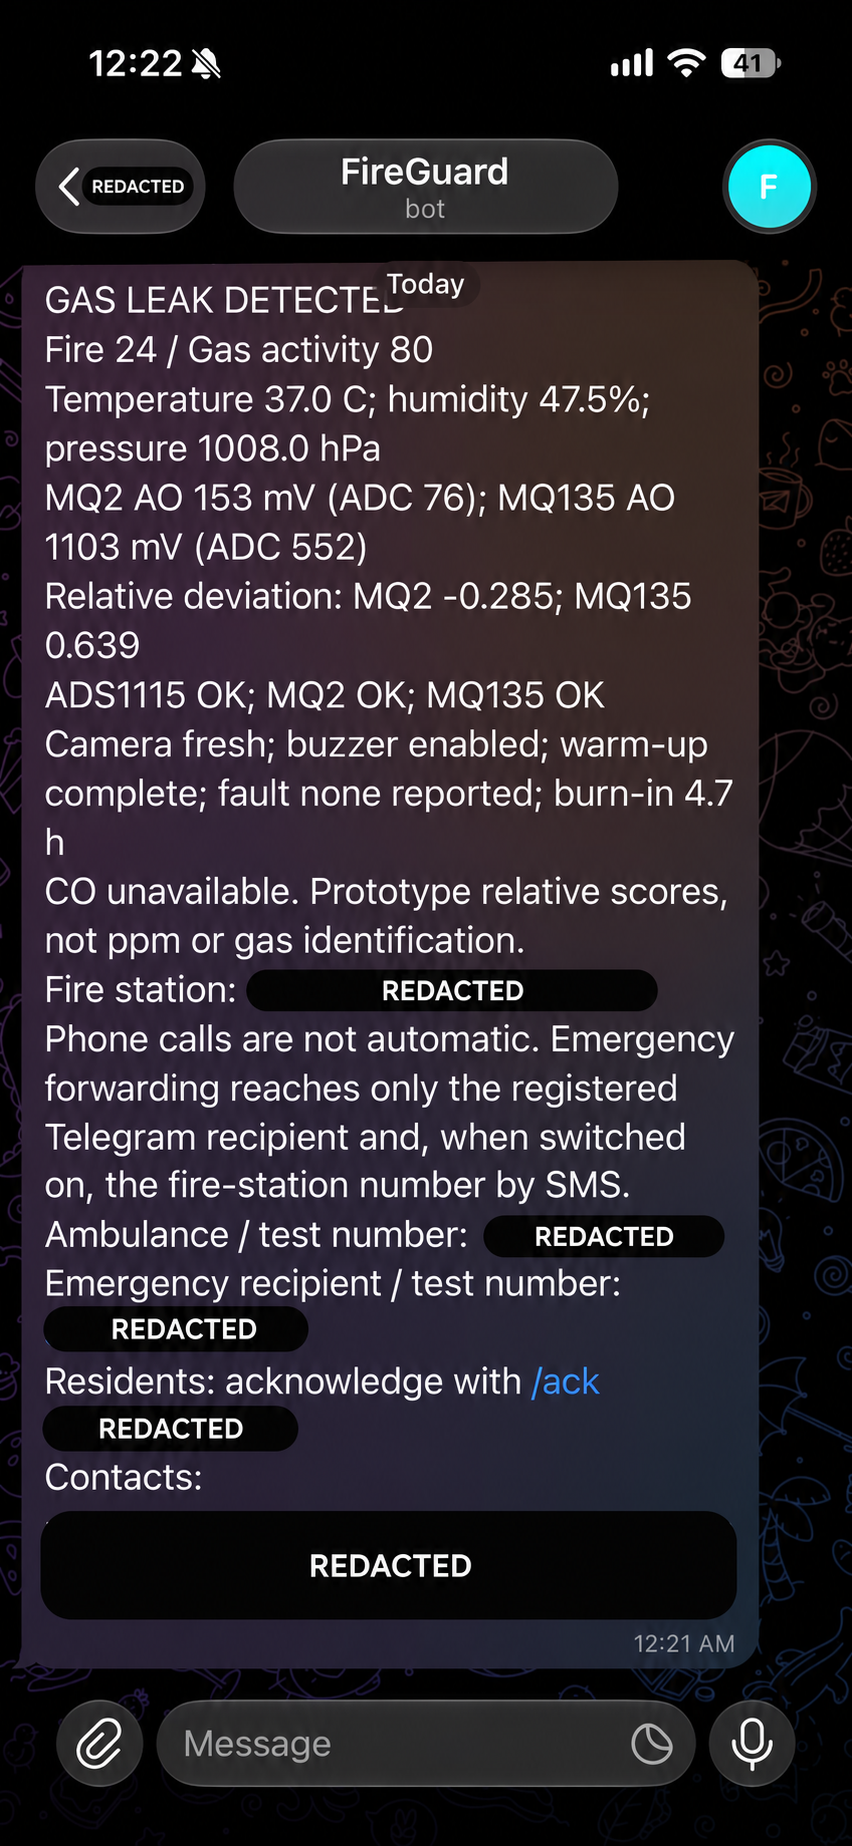 12:22
41
REDACTED
FireGuard
bot
F
Today
GAS LEAK DETECTED
Fire 24 / Gas activity 80
Temperature 37.0 C; humidity 47.5%;
pressure 1008.0 hPa
MQ2 AO 153 mV (ADC 76); MQ135 AO
1103 mV (ADC 552)
Relative deviation: MQ2 -0.285; MQ135
0.639
ADS1115 OK; MQ2 OK; MQ135 OK
Camera fresh; buzzer enabled; warm-up
complete; fault none reported; burn-in 4.7
h
CO unavailable. Prototype relative scores,
not ppm or gas identification.
Fire station: REDACTED
Phone calls are not automatic. Emergency
forwarding reaches only the registered
Telegram recipient and, when switched
on, the fire-station number by SMS.
Ambulance / test number: REDACTED
Emergency recipient / test number:
REDACTED
Residents: acknowledge with /ack
REDACTED
Contacts:
REDACTED
12:21 AM
Message